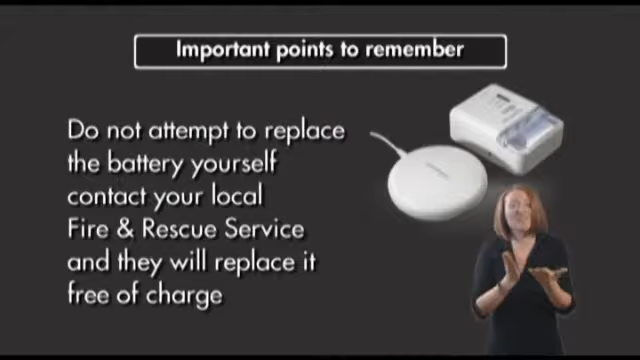 Important points to remember
Do not attempt to replace
the battery yourself
contact your local
Fire & Rescue Service
and they will replace it
free of charge